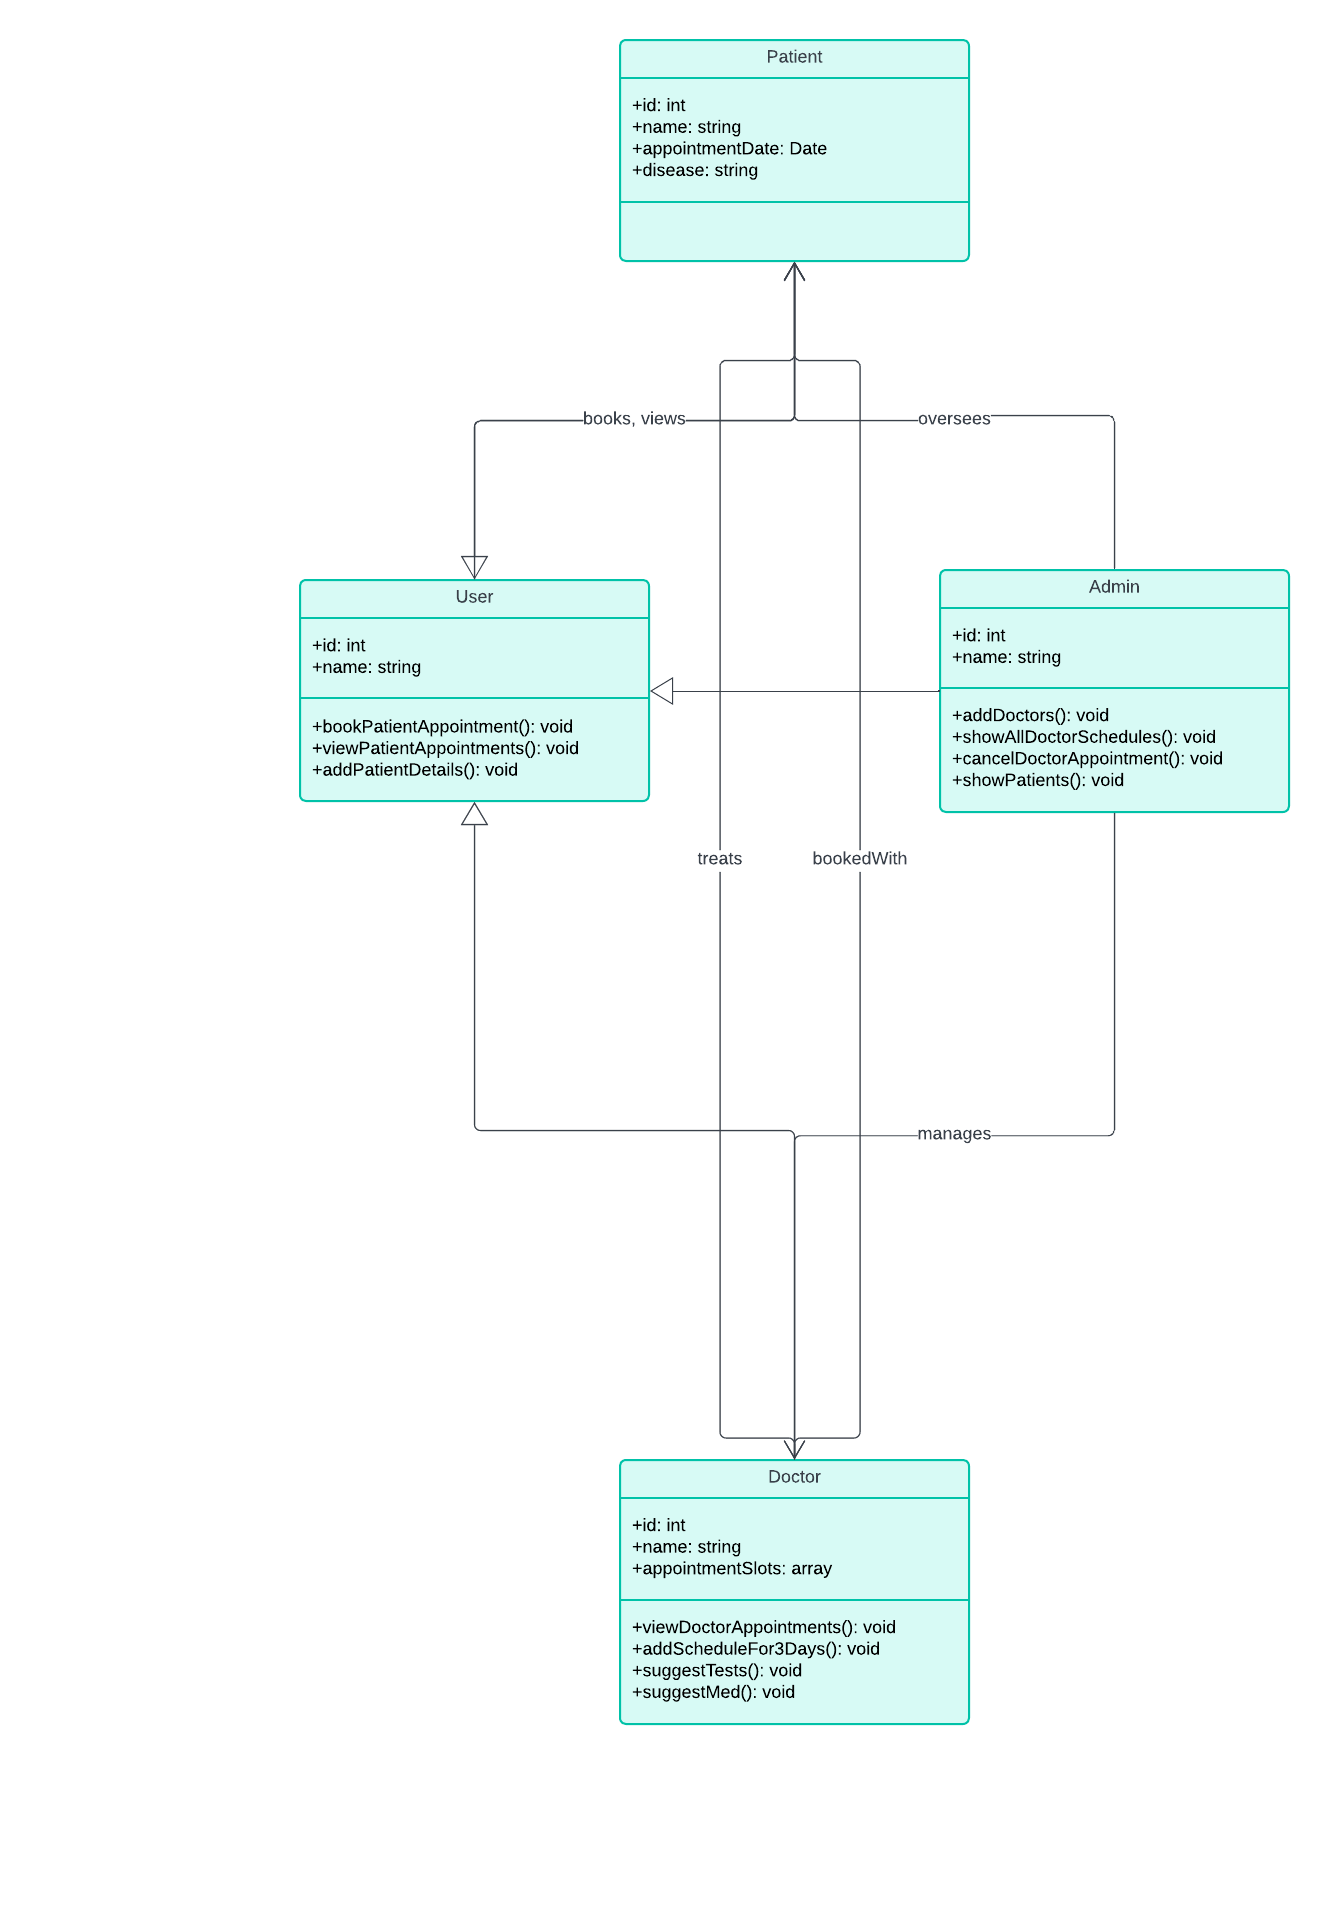 Patient
+id: int
+name: string
+appointmentDate: Date
+disease: string
books, views
oversees
User
+id: int
+name: string
+bookPatientAppointment(): void
+viewPatientAppointments(): void
+addPatientDetails(): void
Admin
+id: int
+name: string
+addDoctors(): void
+showAllDoctorSchedules(): void
+cancelDoctorAppointment(): void
+showPatients(): void
treats
bookedWith
manages
Doctor
+id: int
+name: string
+appointmentSlots: array
+viewDoctorAppointments(): void
+addScheduleFor3Days(): void
+suggestTests(): void
+suggestMed(): void